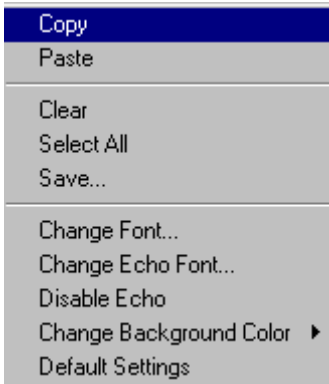 Copy
Paste
Clear
Select All
Save...
Change Font...
Change Echo Font...
Disable Echo
Change Background Color
Default Settings